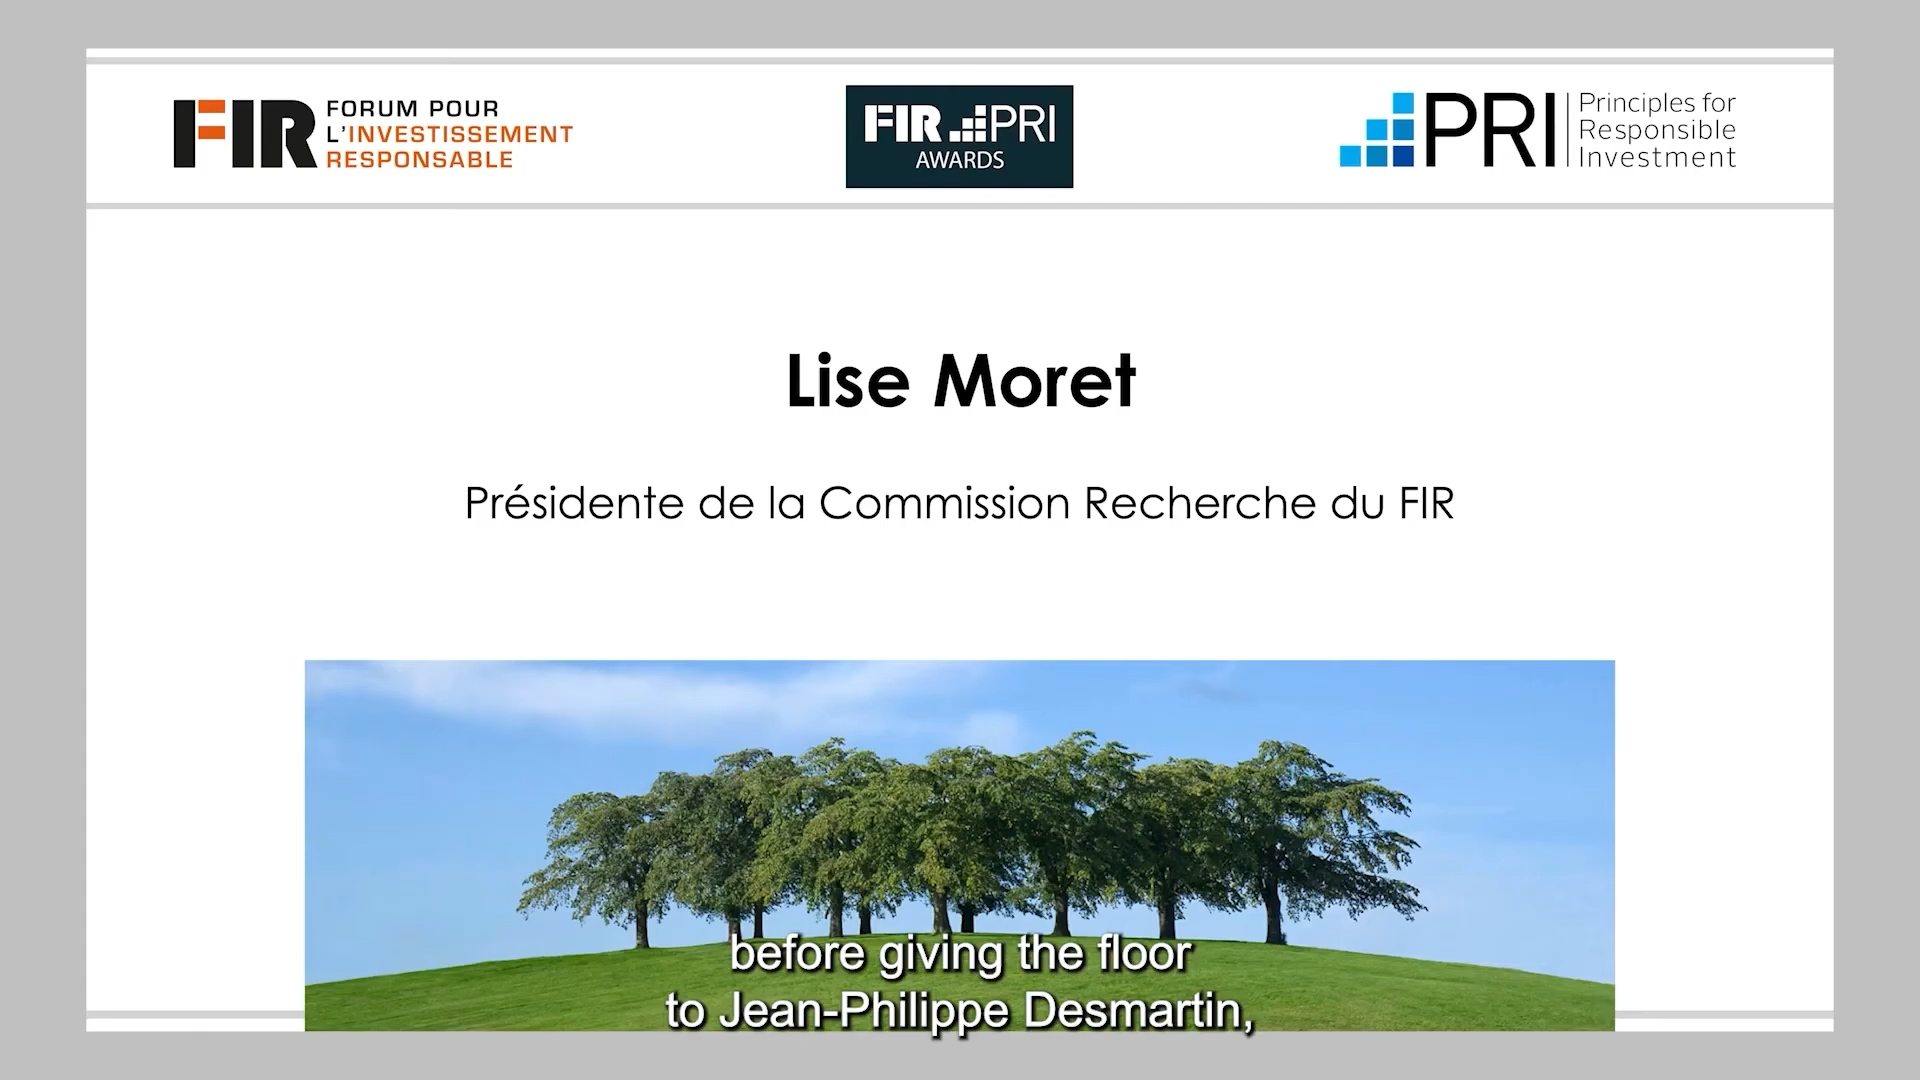 FIR FORUM POUR
L'INVESTISSEMENT
RESPONSABLE
FIR PRI
AWARDS
PRI Principles for
Responsible
Investment
Lise Moret
Présidente de la Commission Recherche du FIR
before giving the floor
to Jean-Philippe Desmartin,